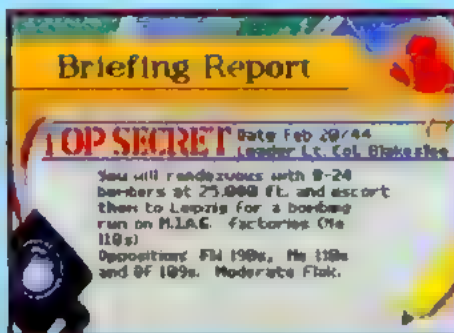 Briefing Report
TOP SECRET Date Feb 20/44
Leader Lt. Col. Blakeslee
You will rendezvous with B-24
bombers at 25.000 ft. and escort
them to Leipzig for a bombing
run on M.I.A.G. factories (Me
110s)
Opposition: FW 190s, Me 110s
and BF 109s. Moderate Flak.